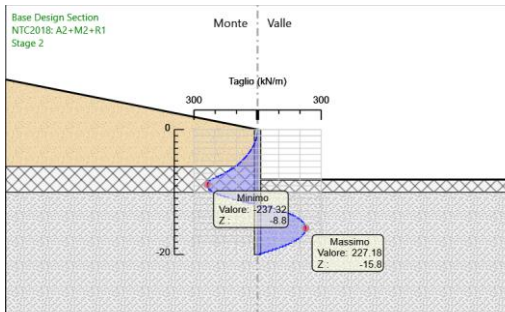 Base Design Section
NTC2018: A2+M2+R1
Stage 2
Monte Valle
Taglio (kN/m)
300 300
0
Minimo
Valore: -237.32
Z : -8.8
Massimo
Valore: 227.18
Z : -15.8
-20